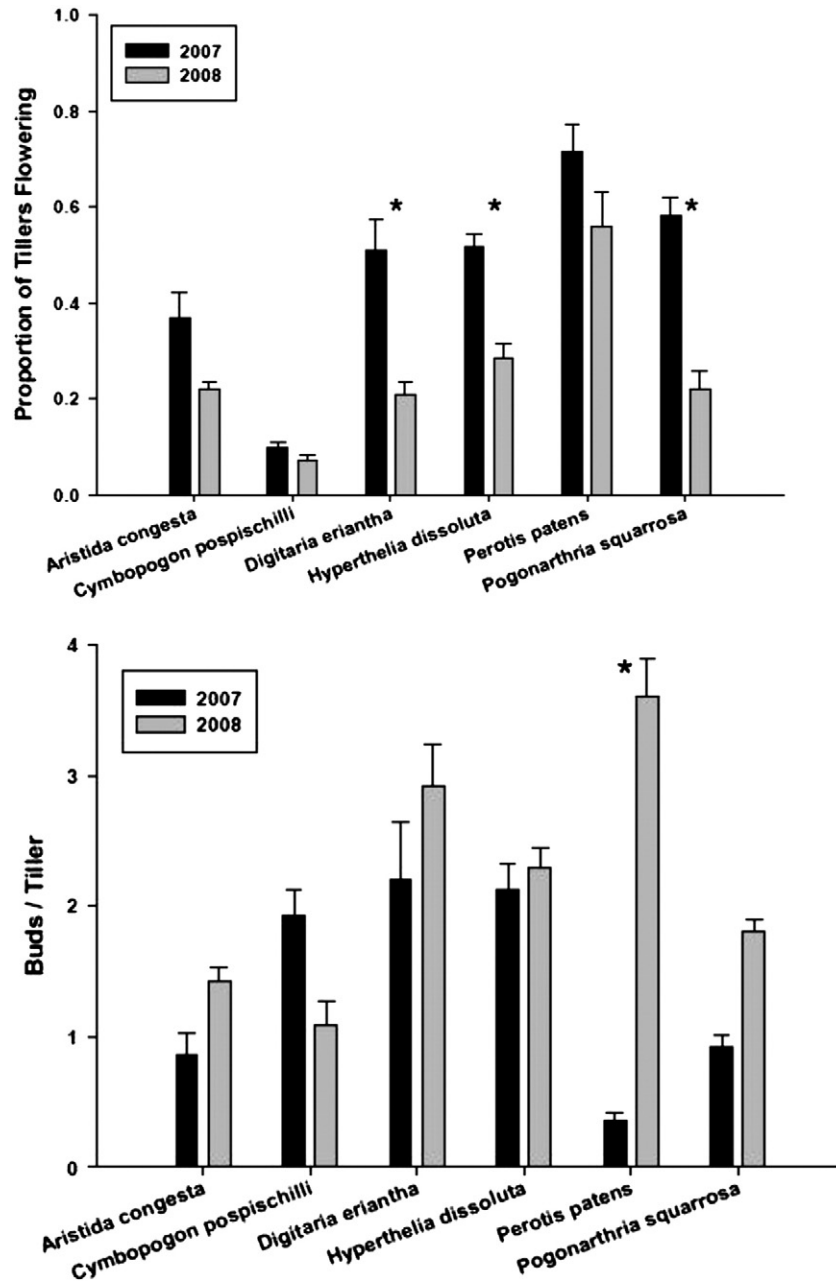 Proportion of Tillers Flowering
1.0
0.8
0.6
0.4
0.2
0.0
2007
2008
*
*
*
Aristida congesta
Cymbopogon pospischilli
Digitaria eriantha
Hyperthelia dissoluta
Perotis patens
Pogonarthria squarrosa
Buds / Tiller
4
3
2
1
0
2007
2008
*
Aristida congesta
Cymbopogon pospischilli
Digitaria eriantha
Hyperthelia dissoluta
Perotis patens
Pogonarthria squarrosa